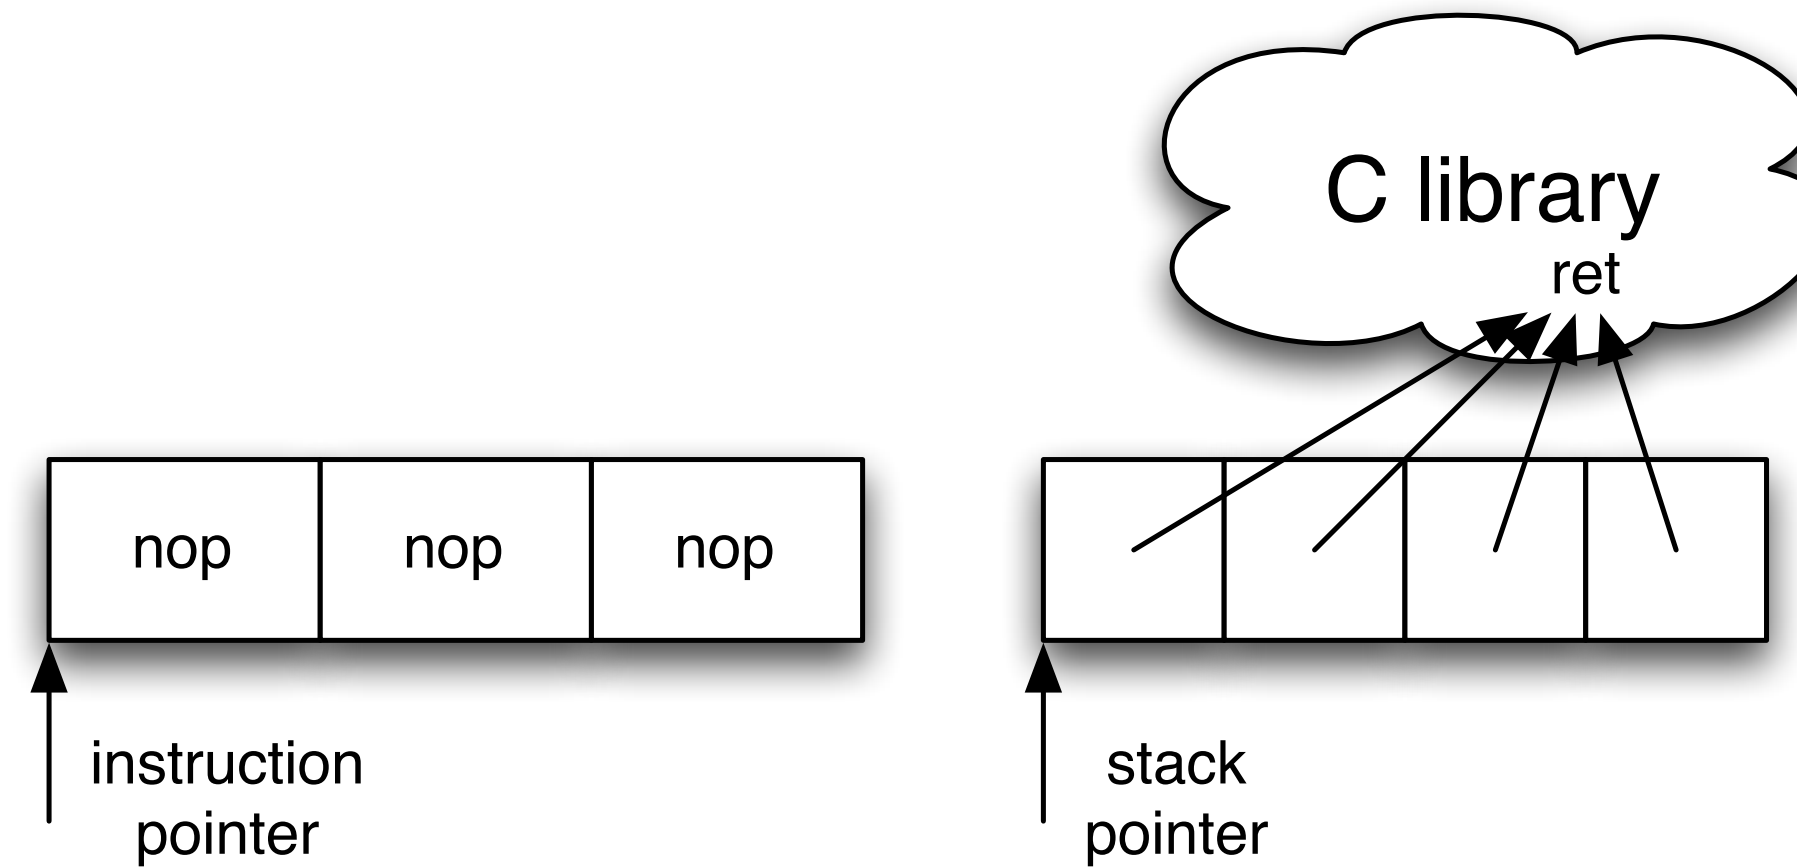 C library
ret
nop nop nop
instruction
pointer
stack
pointer